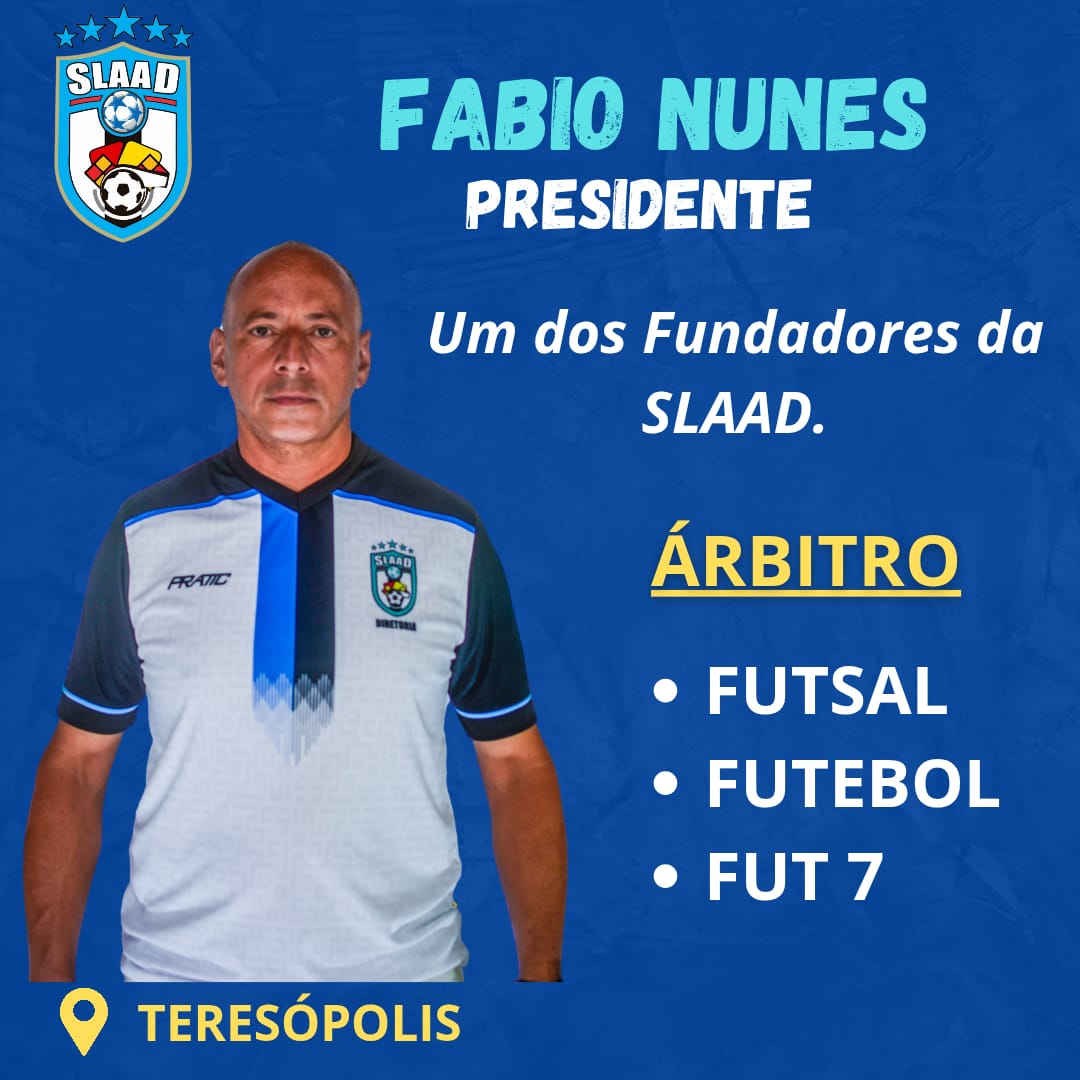 SLAAD
FABIO NUNES
PRESIDENTE
Um dos Fundadores da
SLAAD.
ÁRBITRO
• FUTSAL
• FUTEBOL
• FUT 7
PRATIC
SLAAD
DIRETORIA
TERESÓPOLIS